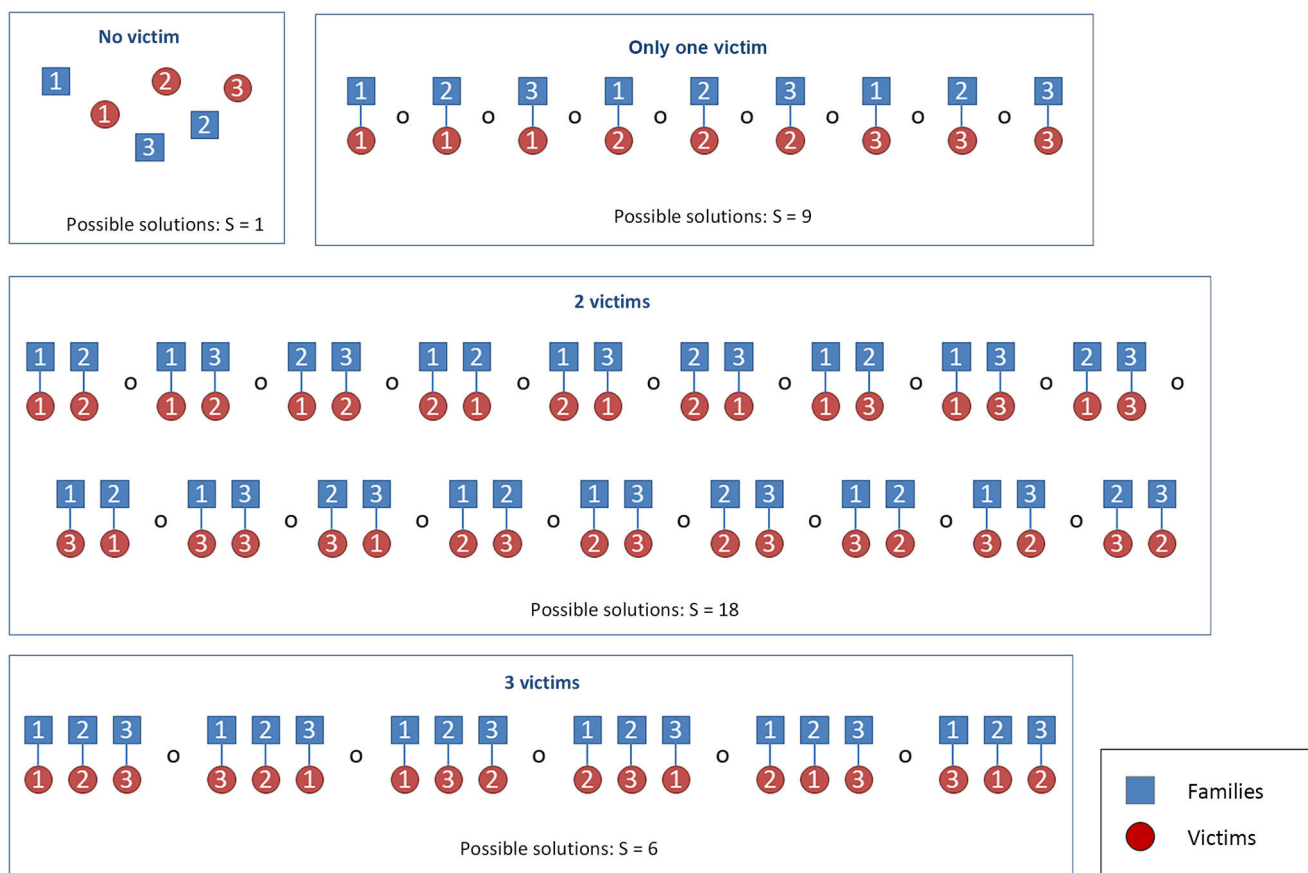 No victim
1
2
3
1
2
3
Possible solutions: S = 1
Only one victim
1 2 3 1 2 3 1 2 3
o o o o o o o o
1 1 1 2 2 2 3 3 3
Possible solutions: S = 9
2 victims
1 2 1 3 2 3 1 2 1 3 2 3 1 2 1 3 2 3
o o o o o o o o o
1 2 1 2 1 2 2 1 2 1 2 1 1 3 1 3 1 3
1 2 1 3 2 3 1 2 1 3 2 3 1 2 1 3 2 3
o o o o o o o o
3 1 3 3 3 1 2 3 2 3 2 3 3 2 3 2 3 2
Possible solutions: S = 18
3 victims
1 2 3 1 2 3 1 2 3 1 2 3 1 2 3 1 2 3
o o o o o
1 2 3 3 2 1 1 3 2 2 3 1 2 1 3 3 1 2
Possible solutions: S = 6
Families
Victims